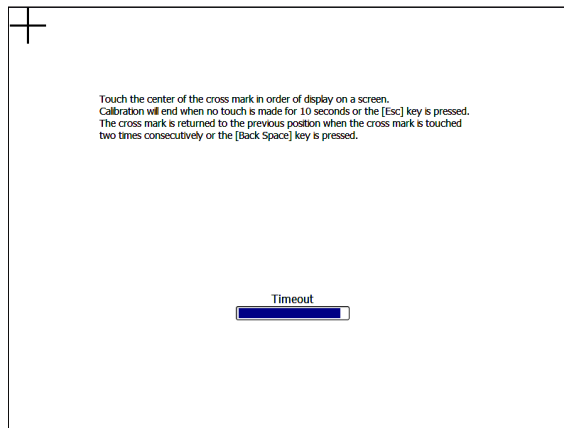 Touch the center of the cross mark in order of display on a screen.
Calibration will end when no touch is made for 10 seconds or the [Esc] key is pressed.
The cross mark is returned to the previous position when the cross mark is touched
two times consecutively or the [Back Space] key is pressed.
Timeout